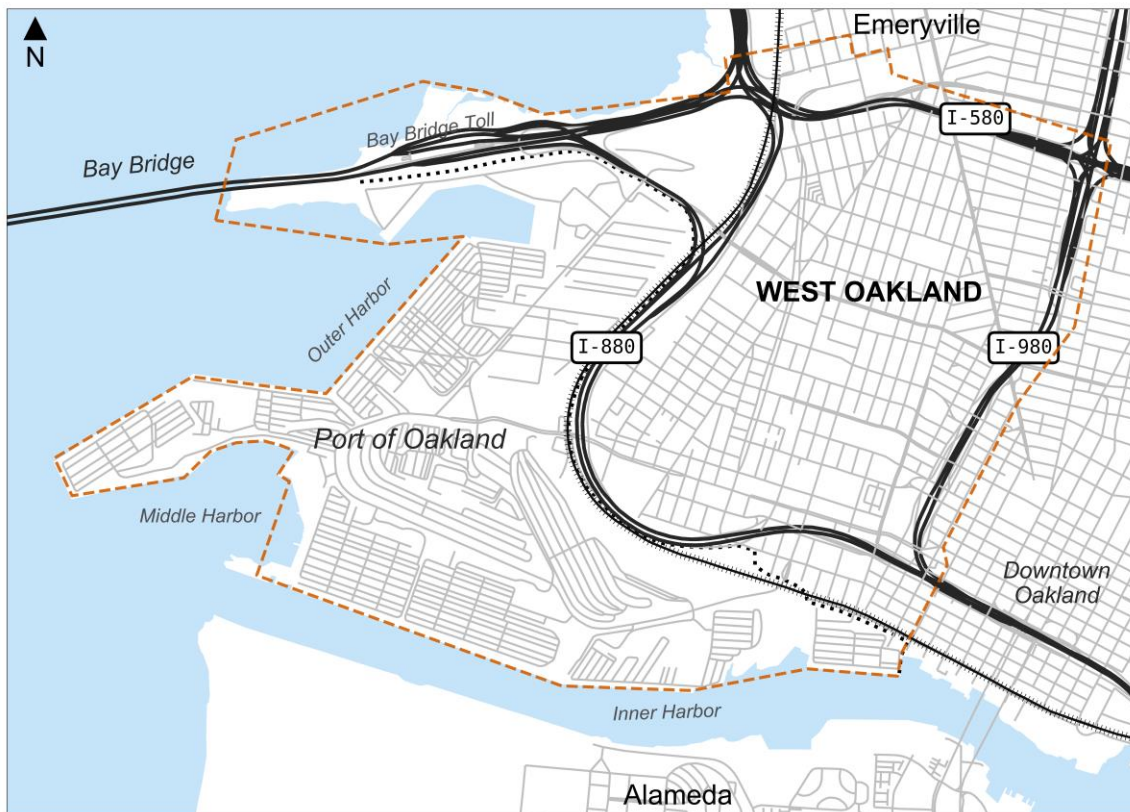 N
Emeryville
Bay Bridge Toll
I-580
Bay Bridge
WEST OAKLAND
Outer Harbor
I-880
I-980
Port of Oakland
Middle Harbor
Downtown
Oakland
Inner Harbor
Alameda